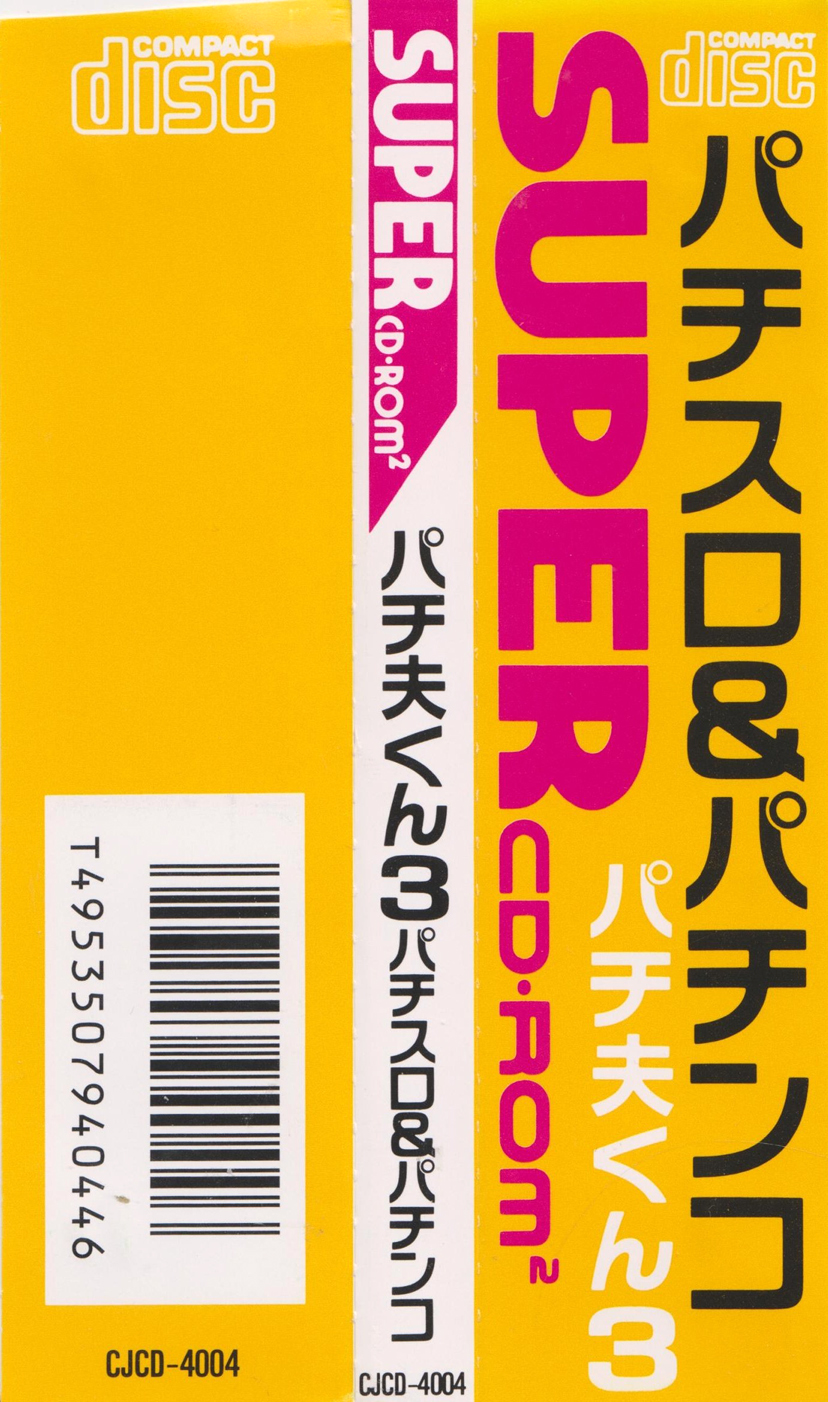 COMPACT
disc
T4953507940446
CJCD-4004
SUPER
CD-ROM²
パチ夫くん3
パチスロ&パチンコ
CJCD-4004
COMPACT
disc
パチスロ&パチンコ
パチ夫くん3
SUPER
CD-ROM²